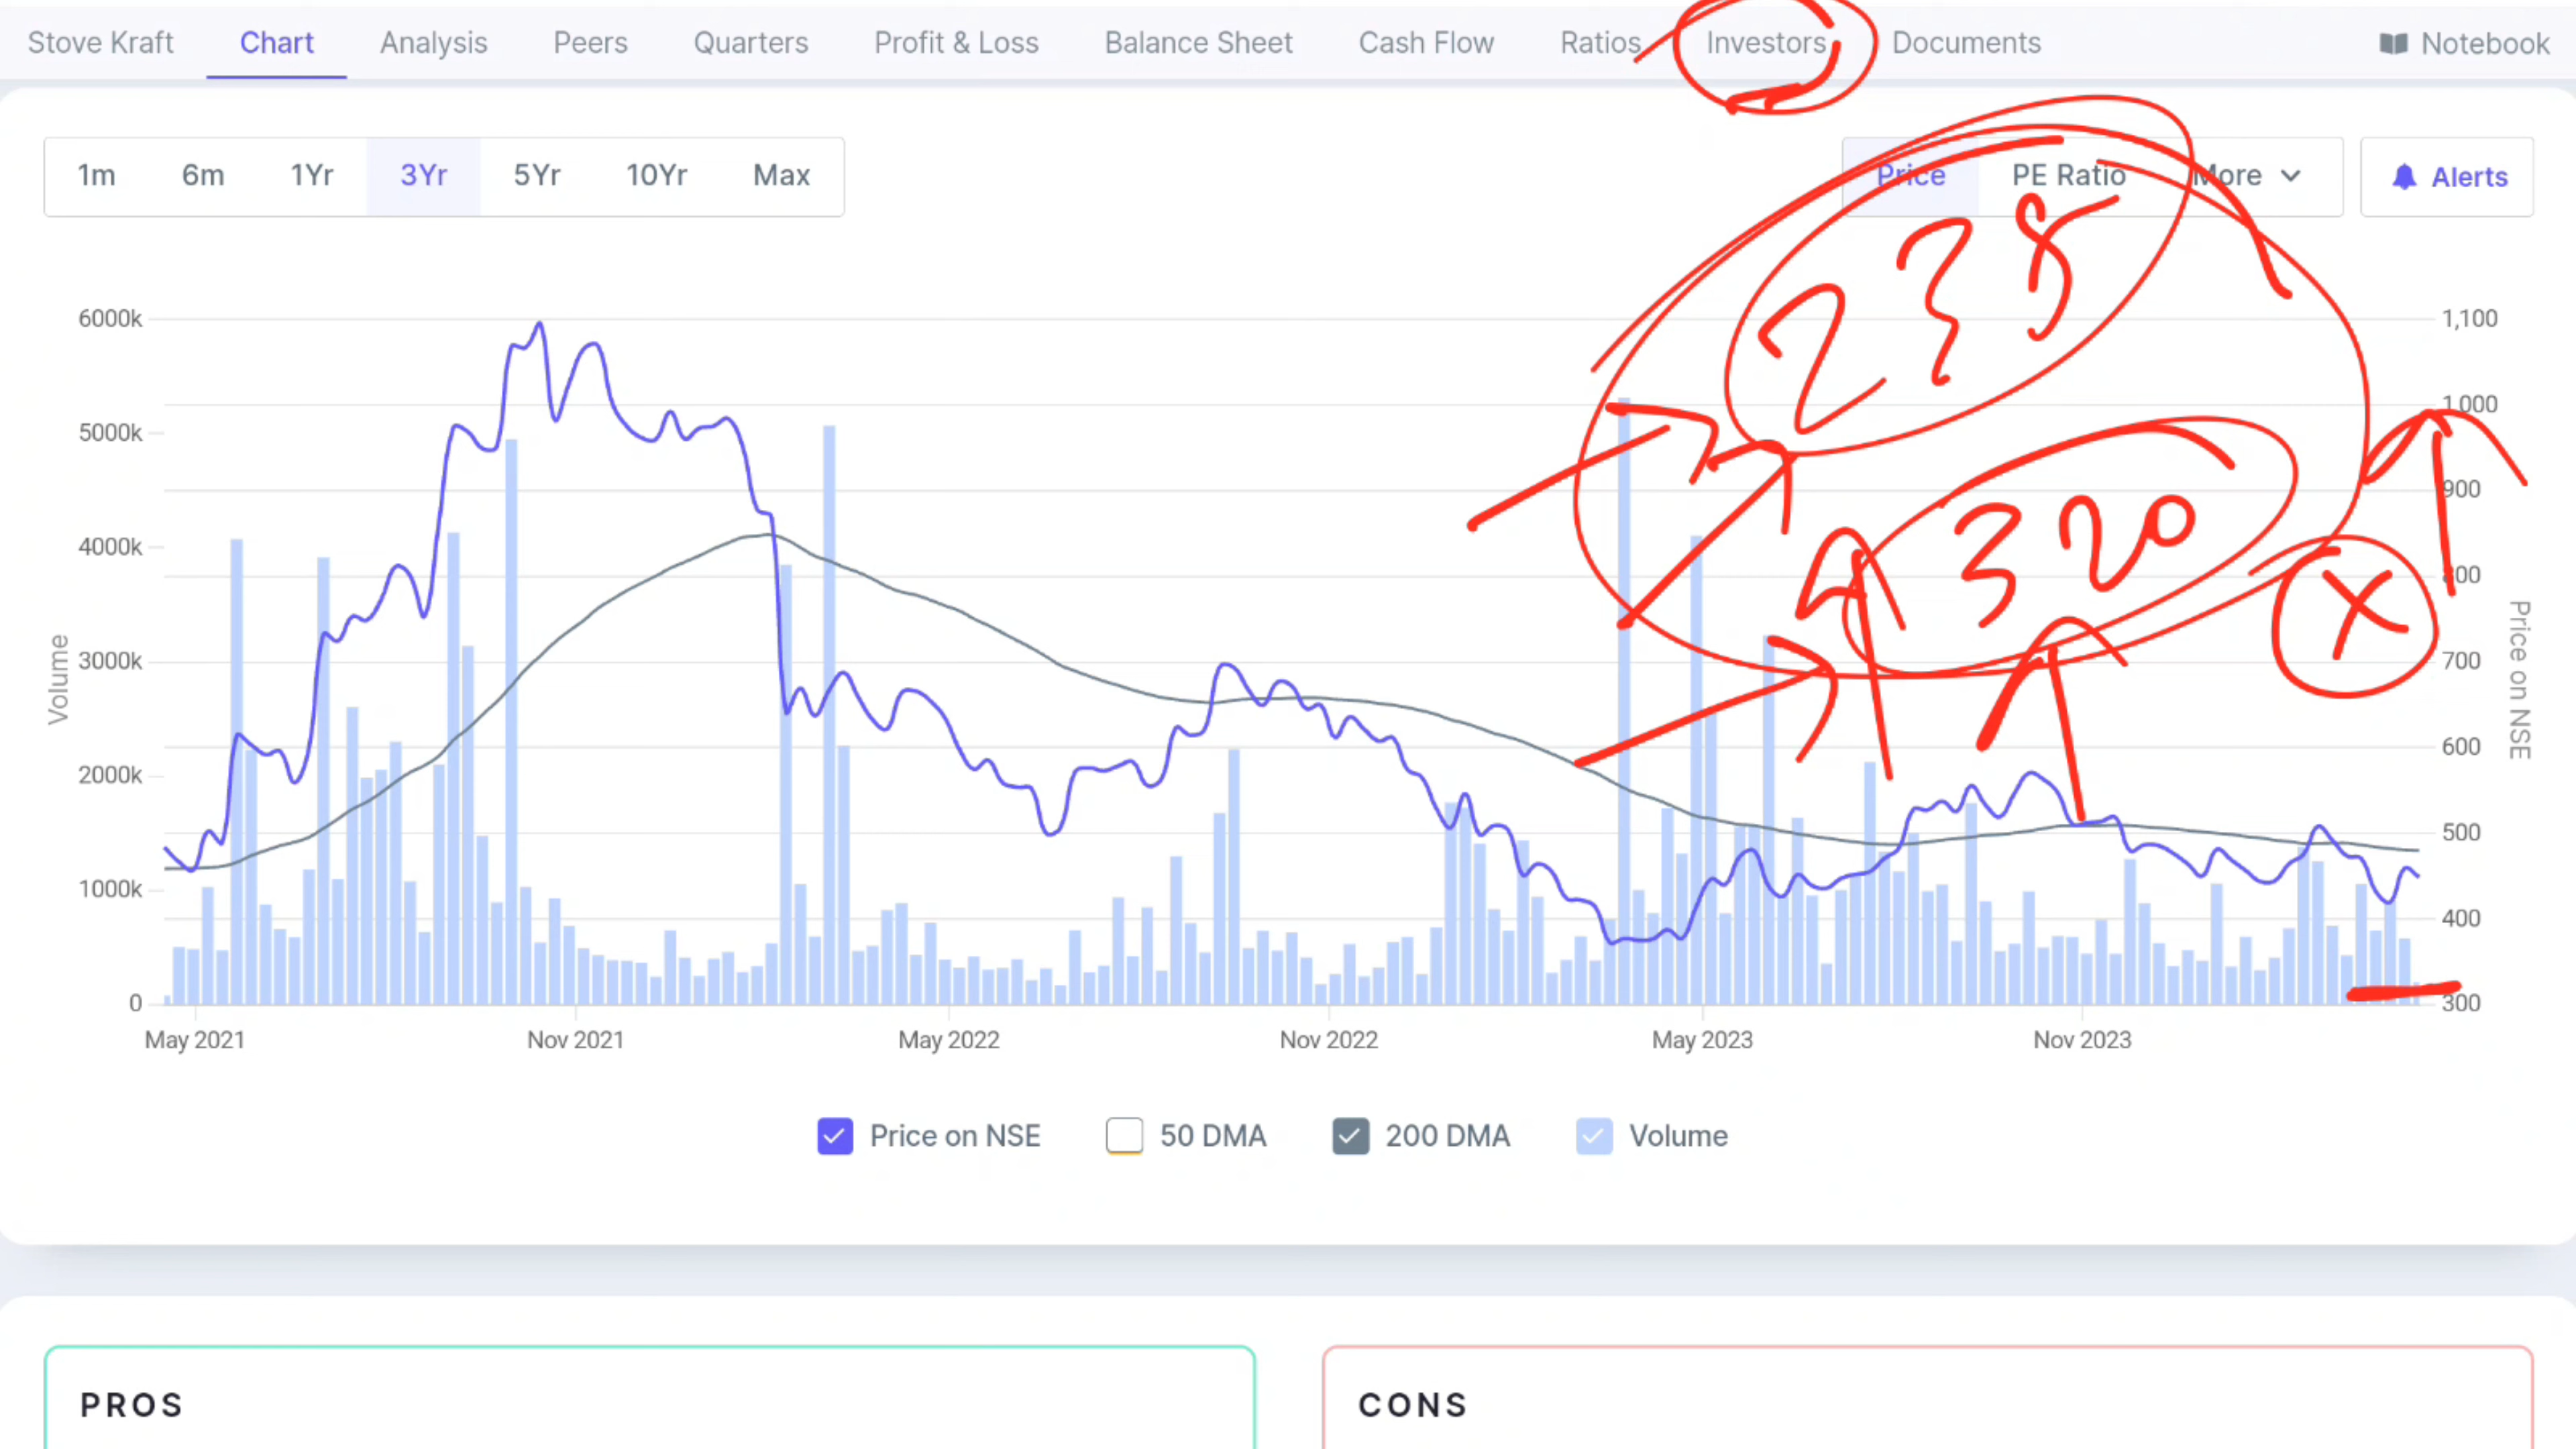 Stove Kraft Chart Analysis Peers Quarters Profit & Loss Balance Sheet Cash Flow Ratios Investors Documents Notebook
1m 6m 1Yr 3Yr 5Yr 10Yr Max Price PE Ratio More Alerts
238
6000k 1,100
1,000
5000k
900
320
4000k
800
X
3000k 700
Volume
Price on NSE
600
2000k
500
1000k
400
0 300
May 2021 Nov 2021 May 2022 Nov 2022 May 2023 Nov 2023
Price on NSE 50 DMA 200 DMA Volume
PROS CONS